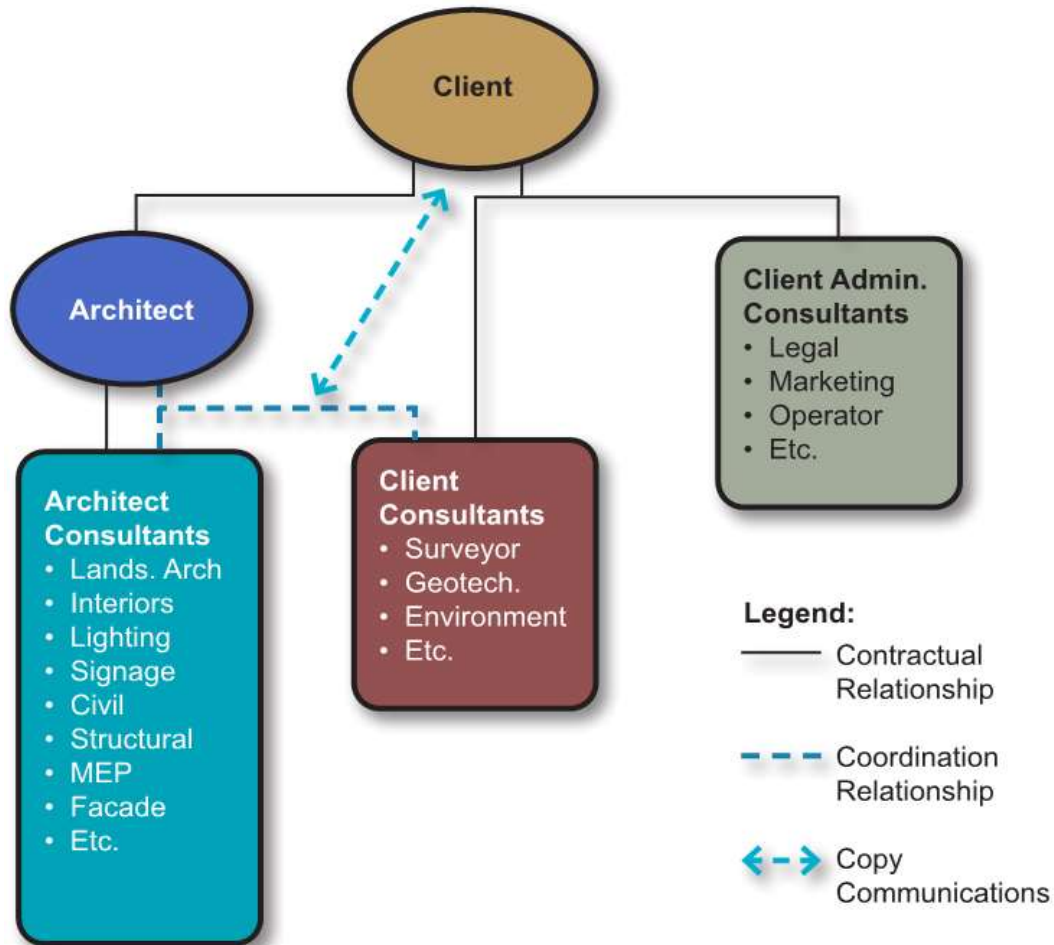 Client
Architect
Client Admin.
Consultants
• Legal
• Marketing
• Operator
• Etc.
Architect
Consultants
• Lands. Arch
• Interiors
• Lighting
• Signage
• Civil
• Structural
• MEP
• Facade
• Etc.
Client
Consultants
• Surveyor
• Geotech.
• Environment
• Etc.
Legend:
Contractual
Relationship
Coordination
Relationship
Copy
Communications